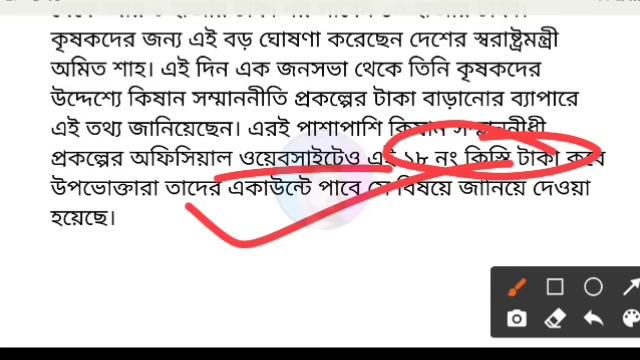 কৃষকদের জন্য এই বড় ঘোষণা করেছেন দেশের স্বরাষ্ট্রমন্ত্রী
অমিত শাহ। এই দিন এক জনসভা থেকে তিনি কৃষকদের
উদ্দেশ্যে কিষান সম্মাননীতি প্রকল্পের টাকা বাড়ানোর ব্যাপারে
এই তথ্য জানিয়েছেন। এরই পাশাপাশি কিষান সম্মাননীধী
প্রকল্পের অফিসিয়াল ওয়েবসাইটেও এই ১৮ নং কিস্তি টাকা কবে
উপভোক্তারা তাদের একাউন্টে পাবে সে বিষয়ে জানিয়ে দেওয়া
হয়েছে।